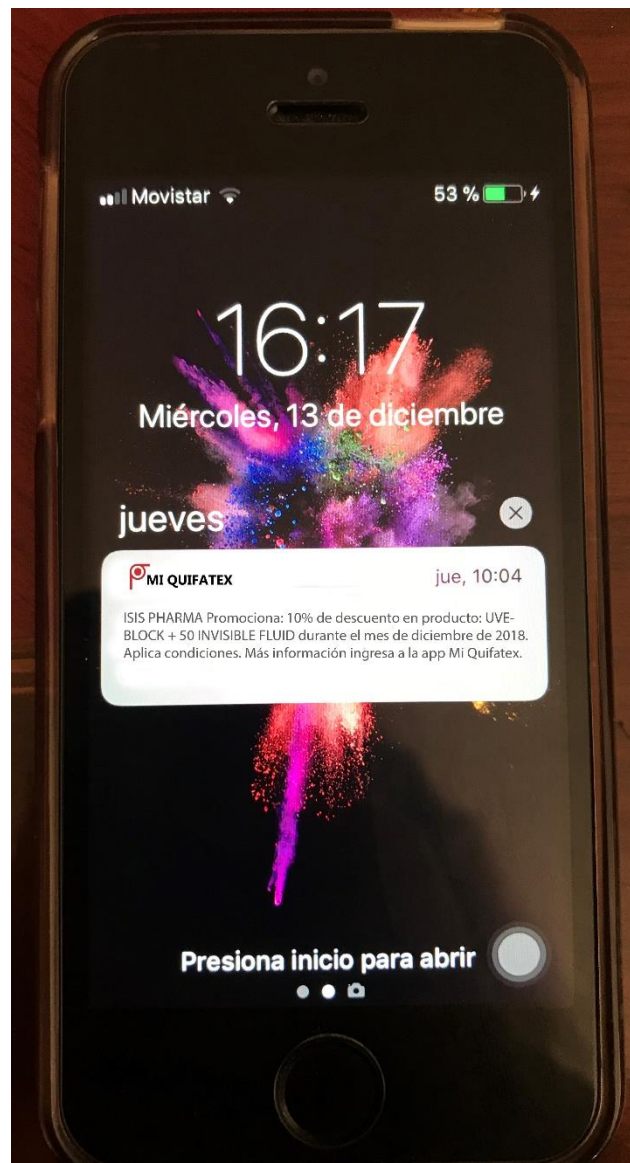 Movistar 53 %
16:17
Miércoles, 13 de diciembre
jueves
MI QUIFATEX jue, 10:04
ISIS PHARMA Promociona: 10% de descuento en producto: UVE-
BLOCK + 50 INVISIBLE FLUID durante el mes de diciembre de 2018.
Aplica condiciones. Más información ingresa a la app Mi Quifatex.
Presiona inicio para abrir